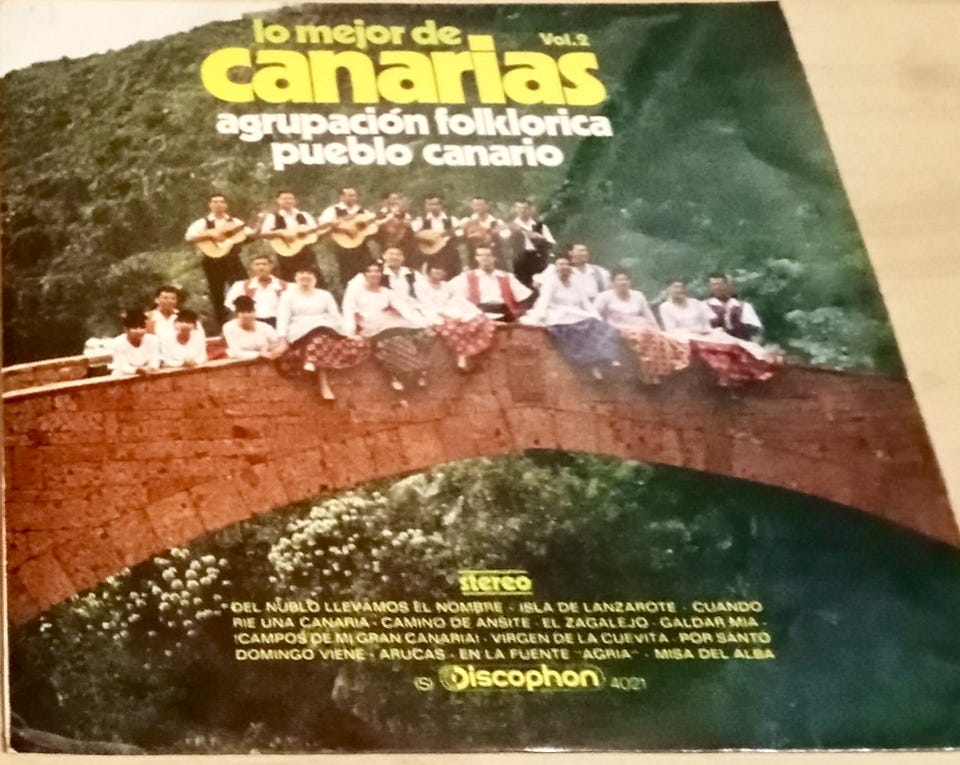 lo mejor de
Vol.2
canarias
agrupación folklorica
pueblo canario
stereo
DEL NUBLO LLEVAMOS EL NOMBRE · ISLA DE LANZAROTE · CUANDO
RIE UNA CANARIA · CAMINO DE ANSITE · EL ZAGALEJO · GALDAR MIA ·
¡CAMPOS DE MI GRAN CANARIA! · VIRGEN DE LA CUEVITA · POR SANTO
DOMINGO VIENE · ARUCAS · EN LA FUENTE "AGRIA" · MISA DEL ALBA
(S) Discophon 4021